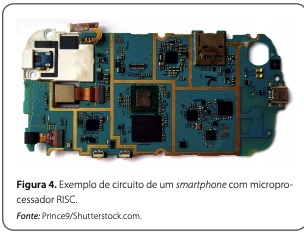 Figura 4. Exemplo de circuito de um smartphone com micropro-
cessador RISC.
Fonte: Prince9/Shutterstock.com.